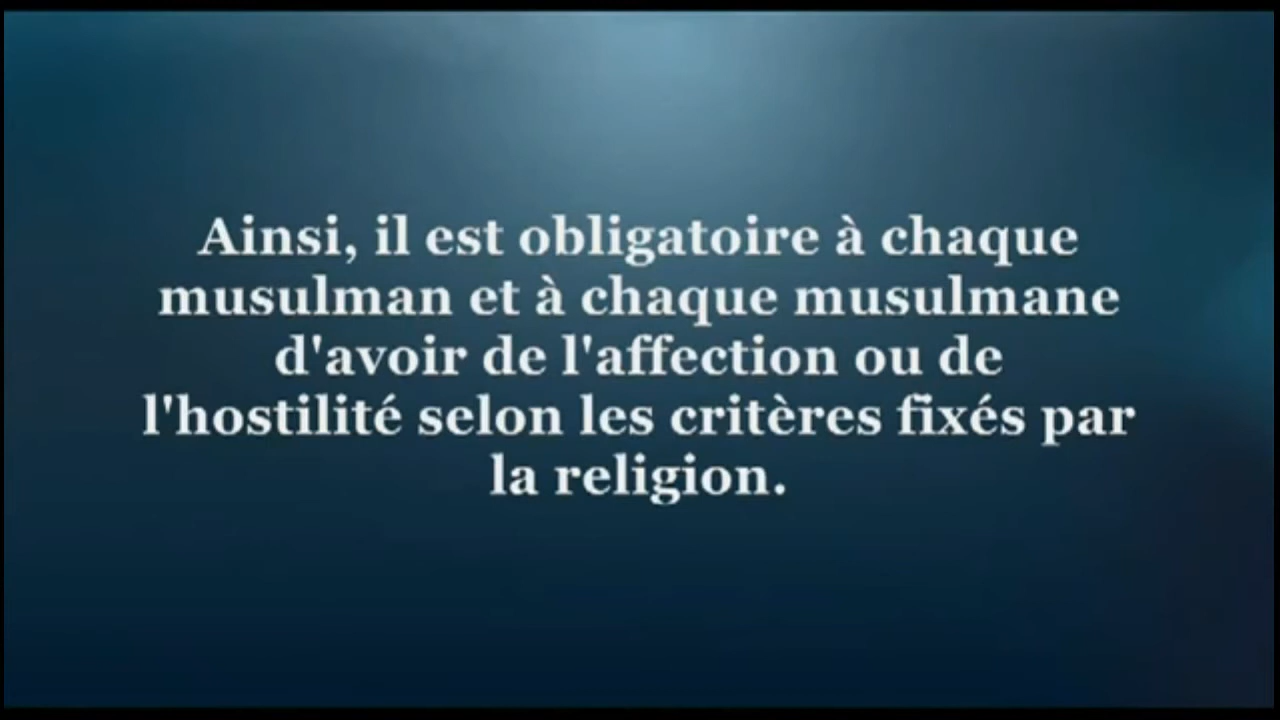 Ainsi, il est obligatoire à chaque
musulman et à chaque musulmane
d'avoir de l'affection ou de
l'hostilité selon les critères fixés par
la religion.